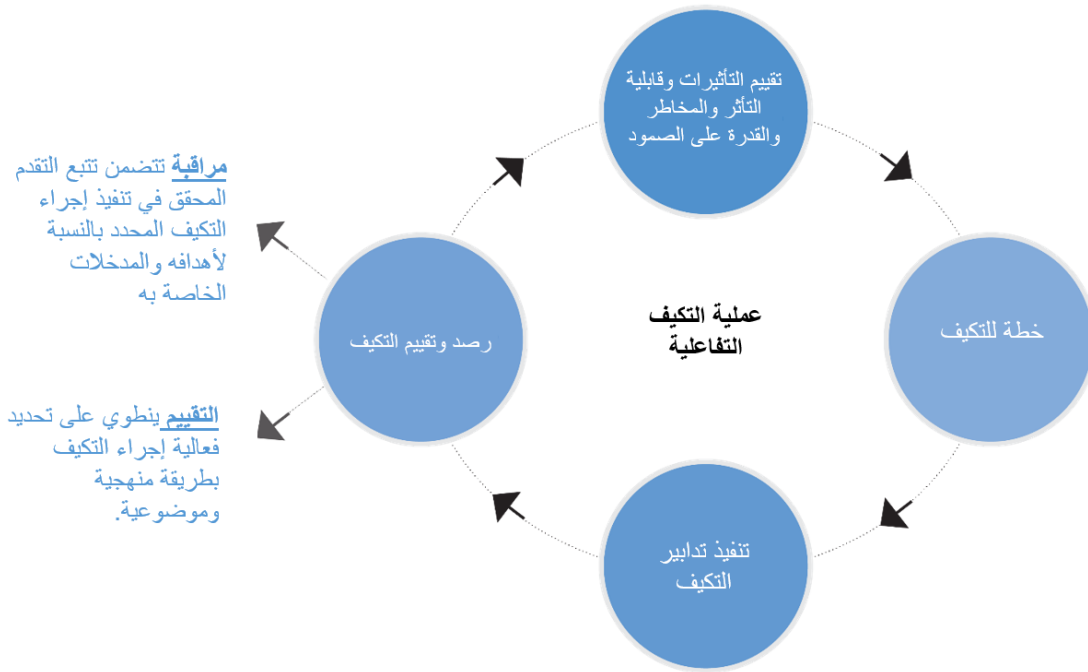 تقييم التأثيرات وقابلية
التأثر والمخاطر
والقدرة على الصمود
خطة للتكيف
تنفيذ تدابير
التكيف
رصد وتقييم التكيف
عملية التكيف
التفاعلية
مراقبة تتضمن تتبع التقدم
المحقق في تنفيذ إجراء
التكيف المحدد بالنسبة
لأهدافه والمدخلات
الخاصة به
التقييم ينطوي على تحديد
فعالية إجراء التكيف
بطريقة منهجية
وموضوعية.